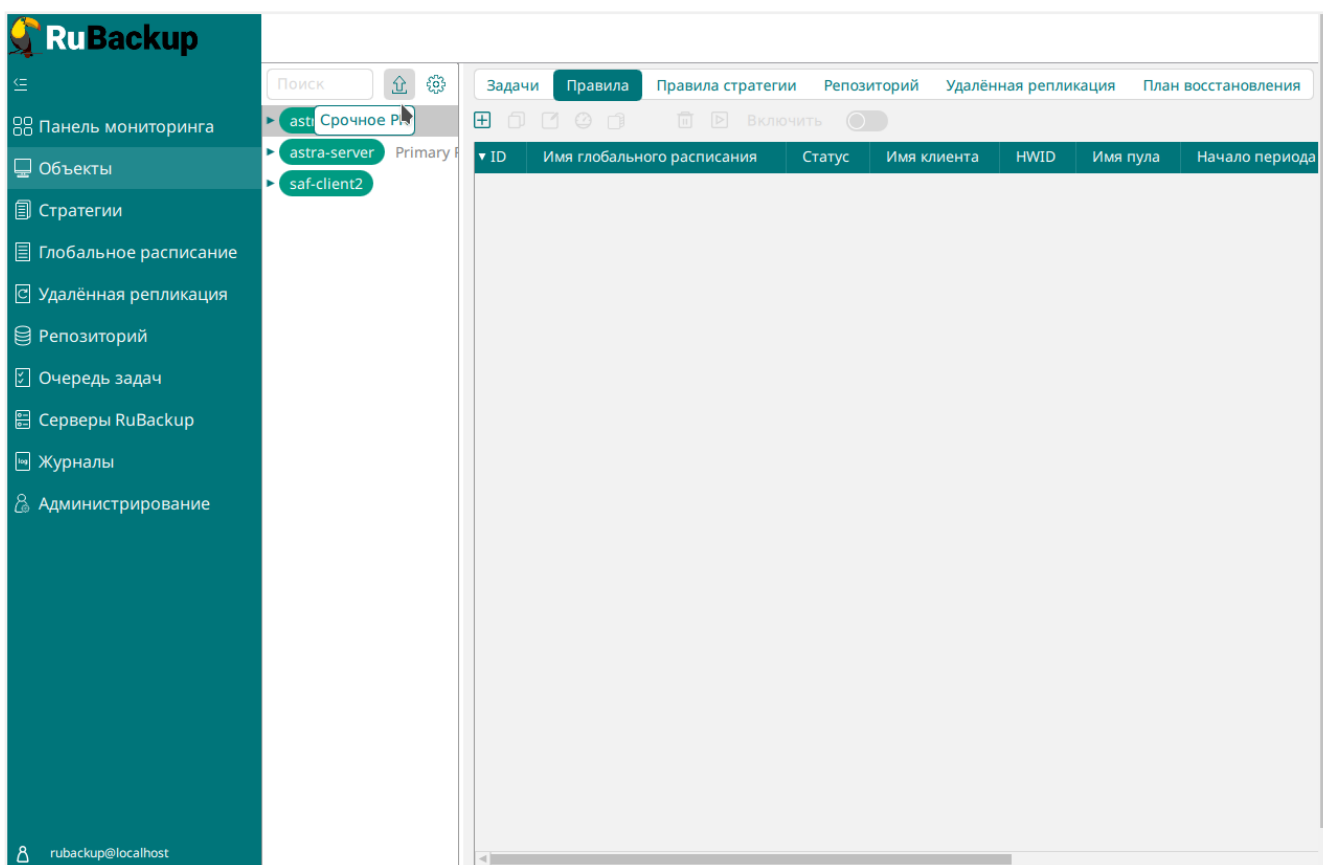 RuBackup
Поиск
Задачи Правила Правила стратегии Репозиторий Удалённая репликация План восстановления
Панель мониторинга
Срочное
Включить
astra-server Primary
ID Имя глобального расписания Статус Имя клиента HWID Имя пула Начало периода
Объекты
saf-client2
Стратегии
Глобальное расписание
Удалённая репликация
Репозиторий
Очередь задач
Серверы RuBackup
Журналы
Администрирование
rubackup@localhost